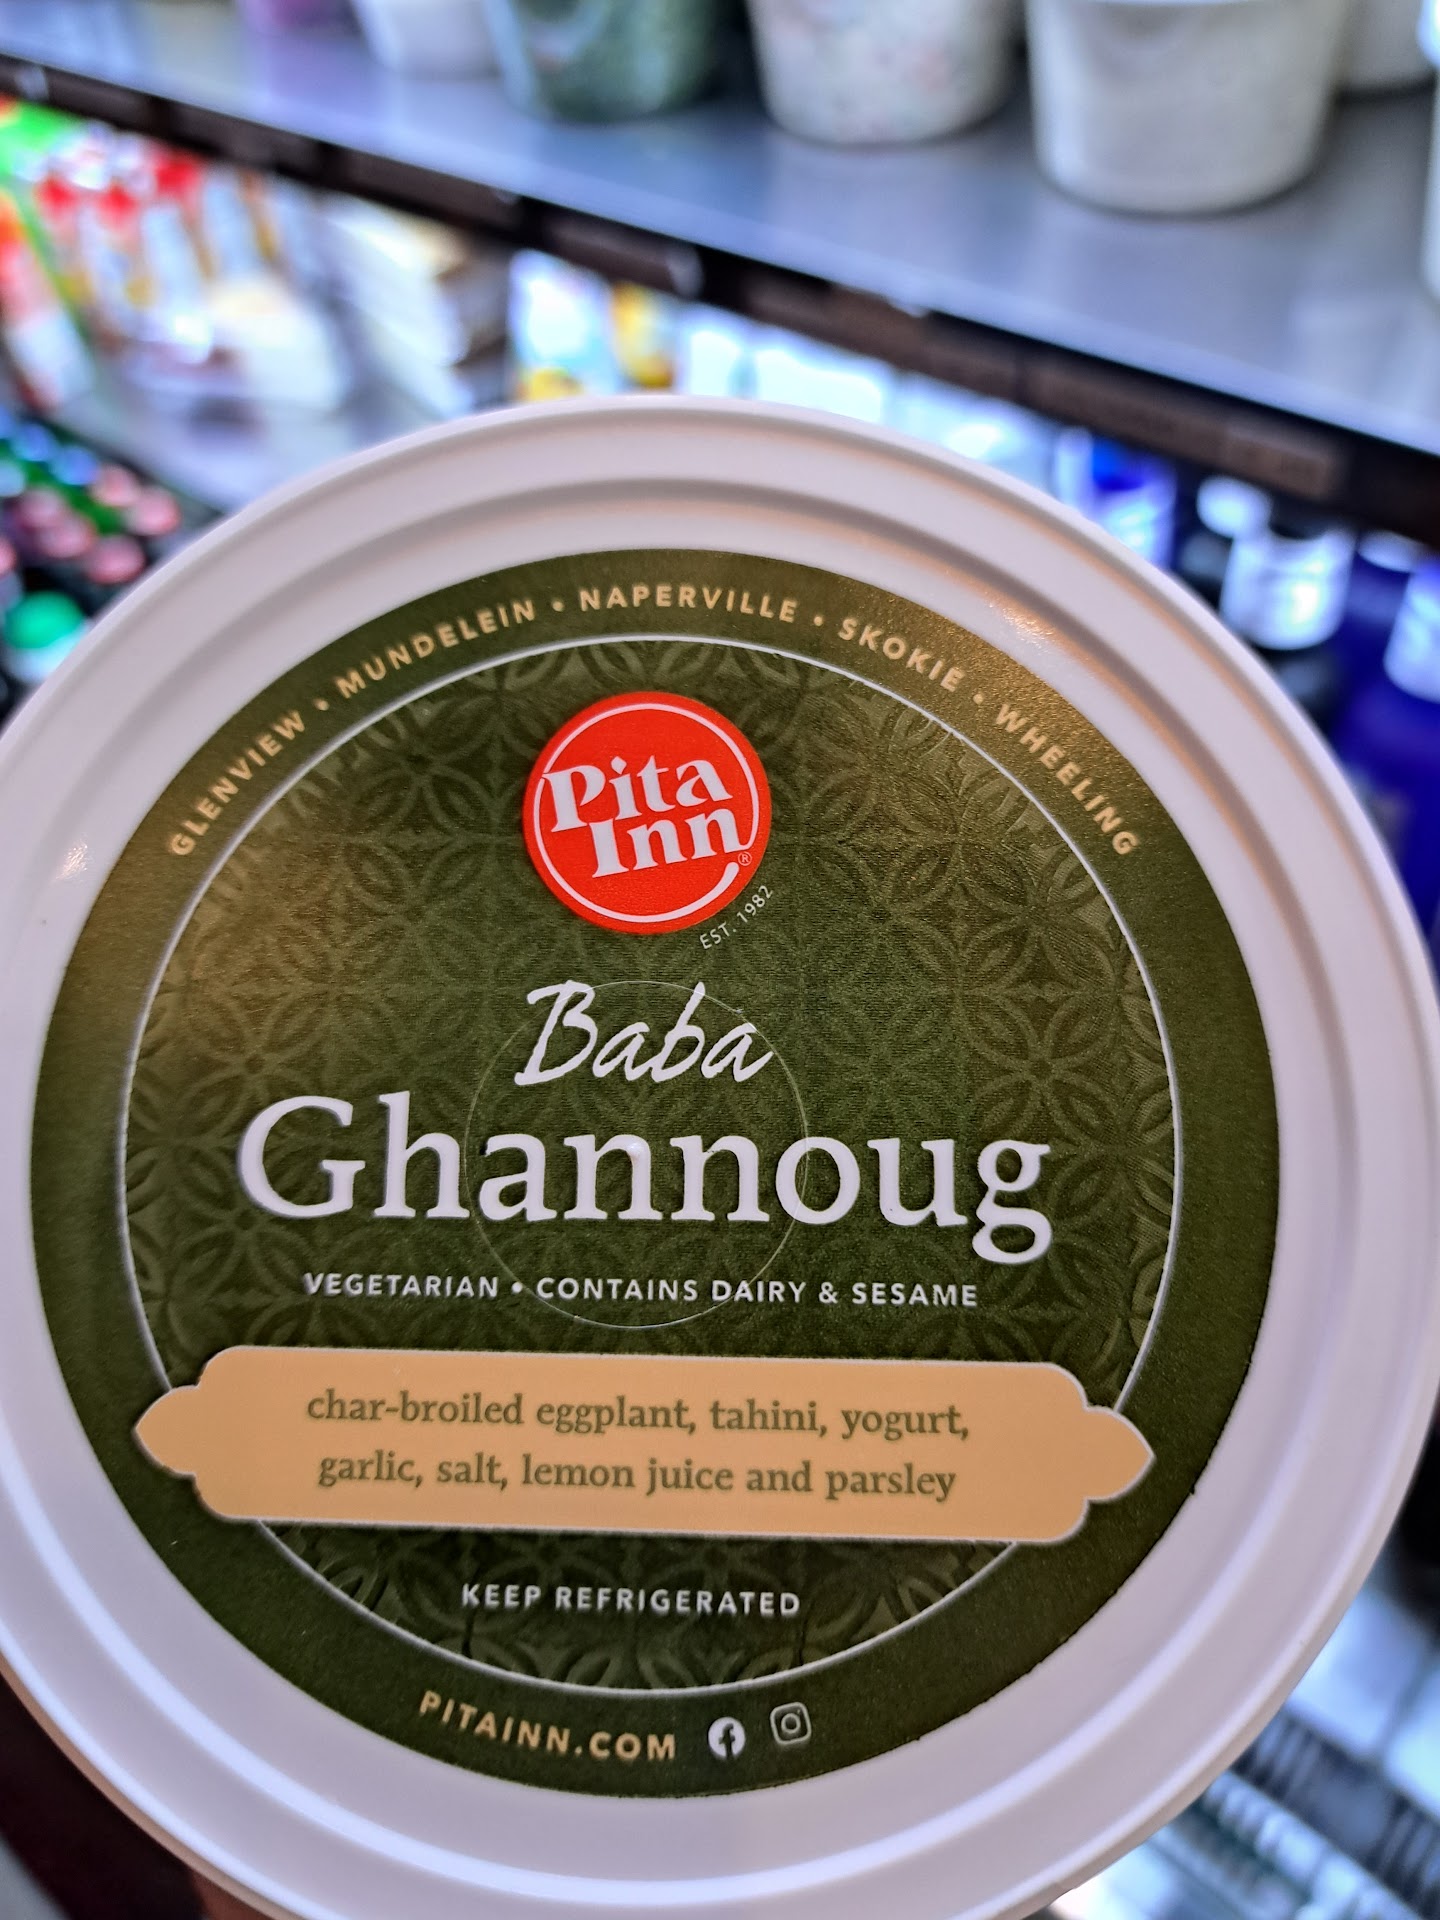 GLENVIEW • MUNDELEIN • NAPERVILLE • SKOKIE • WHEELING
Pita
Inn®
EST. 1982
Baba
Ghannoug
VEGETARIAN • CONTAINS DAIRY & SESAME
char-broiled eggplant, tahini, yogurt,
garlic, salt, lemon juice and parsley
KEEP REFRIGERATED
PITAINN.COM